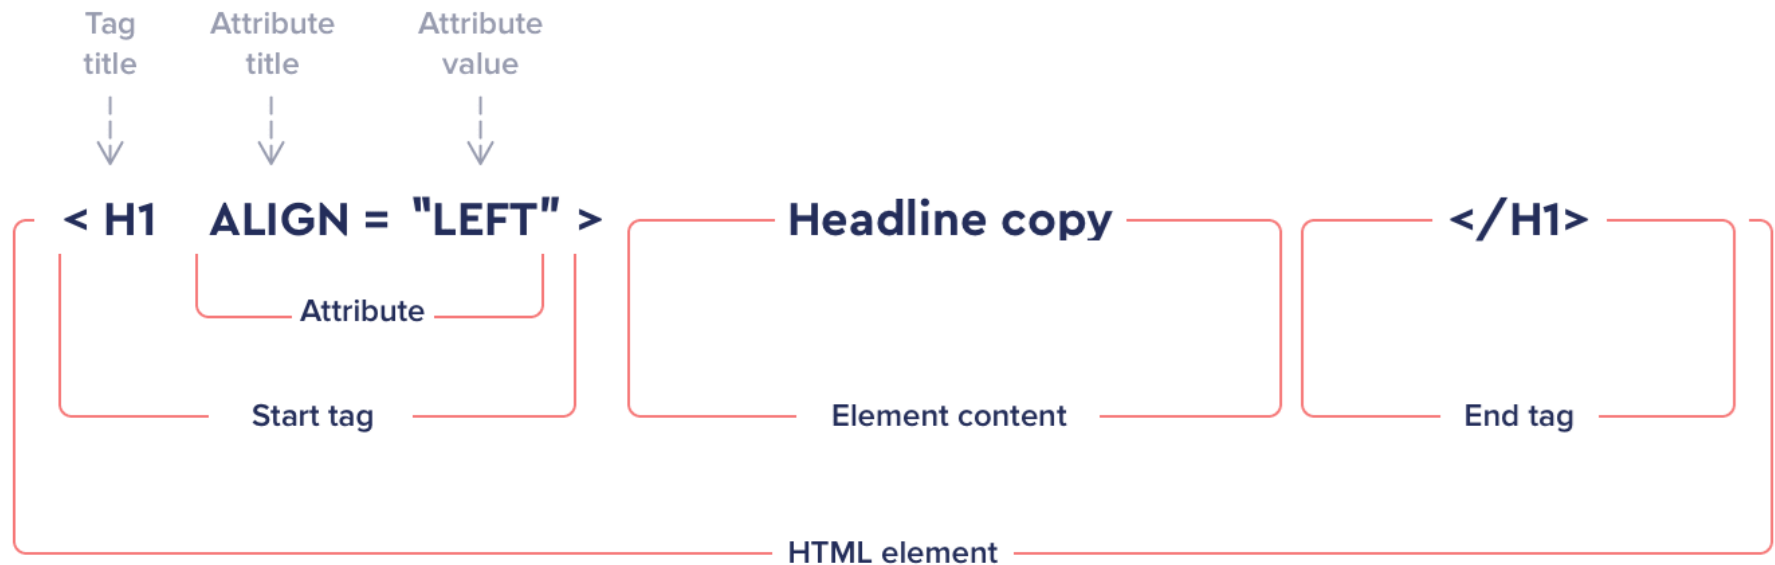 Tag title
Attribute title
Attribute value
< H1 ALIGN = "LEFT" > Headline copy </H1>
Attribute
Start tag
Element content
End tag
HTML element